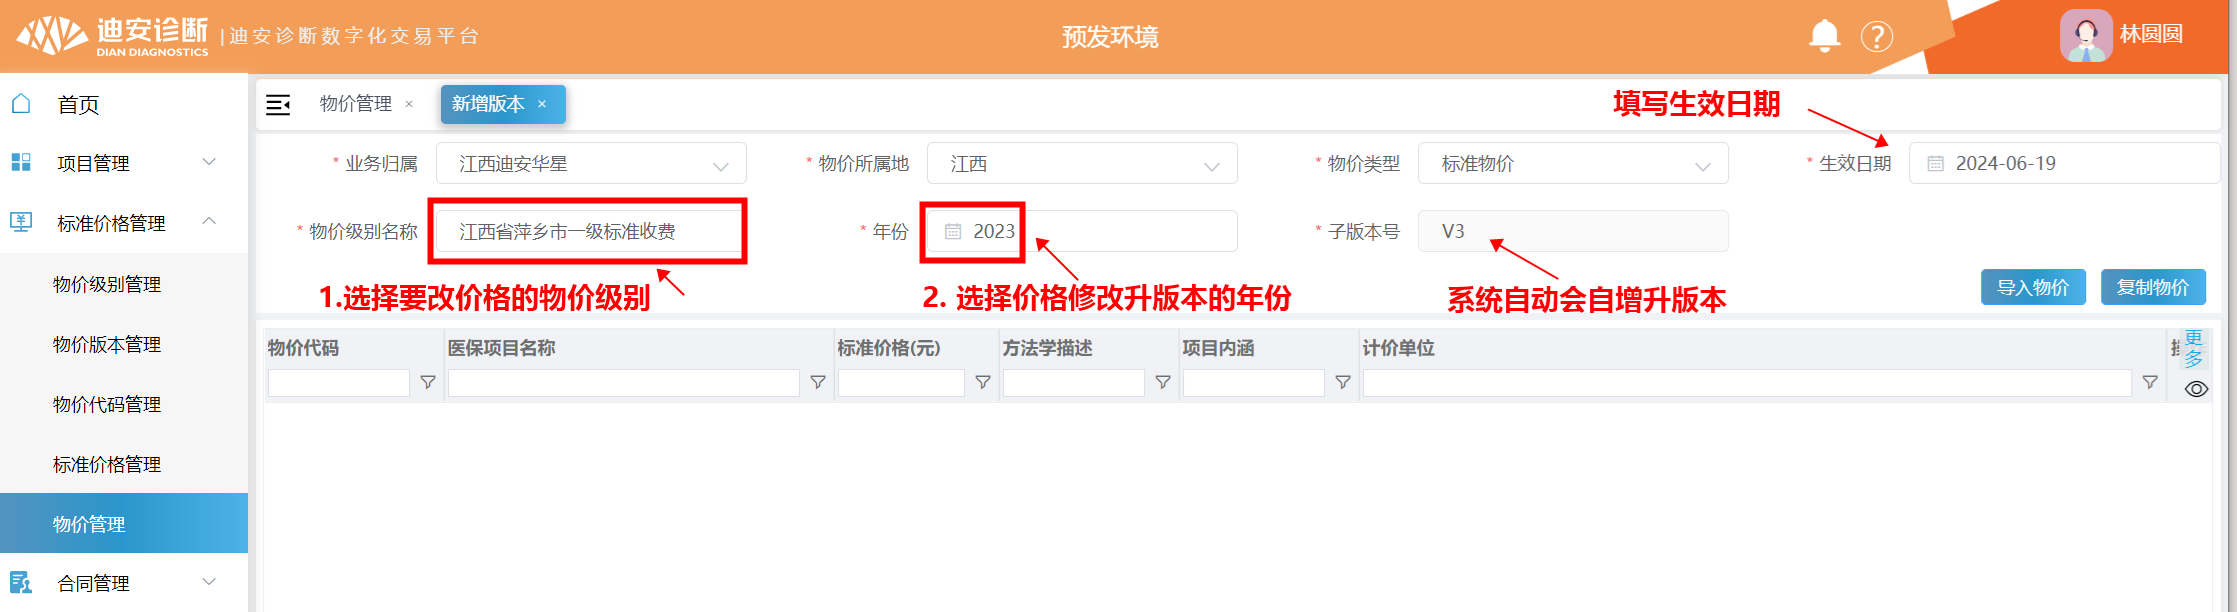 迪安诊断
DIAN DIAGNOSTICS
|迪安诊断数字化交易平台
预发环境
?
林圆圆
首页
项目管理
标准价格管理
物价级别管理
物价版本管理
物价代码管理
标准价格管理
物价管理
合同管理
物价管理 ×
新增版本 ×
填写生效日期
* 业务归属 江西迪安华星
* 物价所属地 江西
* 物价类型 标准物价
* 生效日期 2024-06-19
* 物价级别名称 江西省萍乡市一级标准收费
* 年份 2023
* 子版本号 V3
1.选择要改价格的物价级别
2. 选择价格修改升版本的年份
系统自动会自增升版本
导入物价
复制物价
物价代码 医保项目名称 标准价格(元) 方法学描述 项目内涵 计价单位
更多